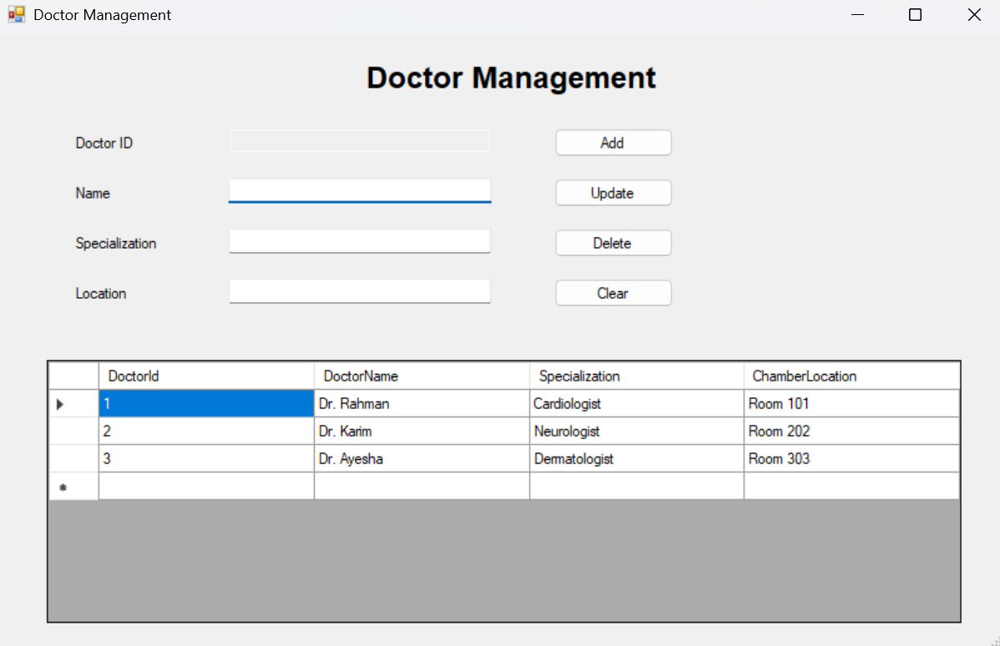 Doctor Management
Doctor Management
Doctor ID Add
Name Update
Specialization Delete
Location Clear
DoctorId DoctorName Specialization ChamberLocation
1 Dr. Rahman Cardiologist Room 101
2 Dr. Karim Neurologist Room 202
3 Dr. Ayesha Dermatologist Room 303